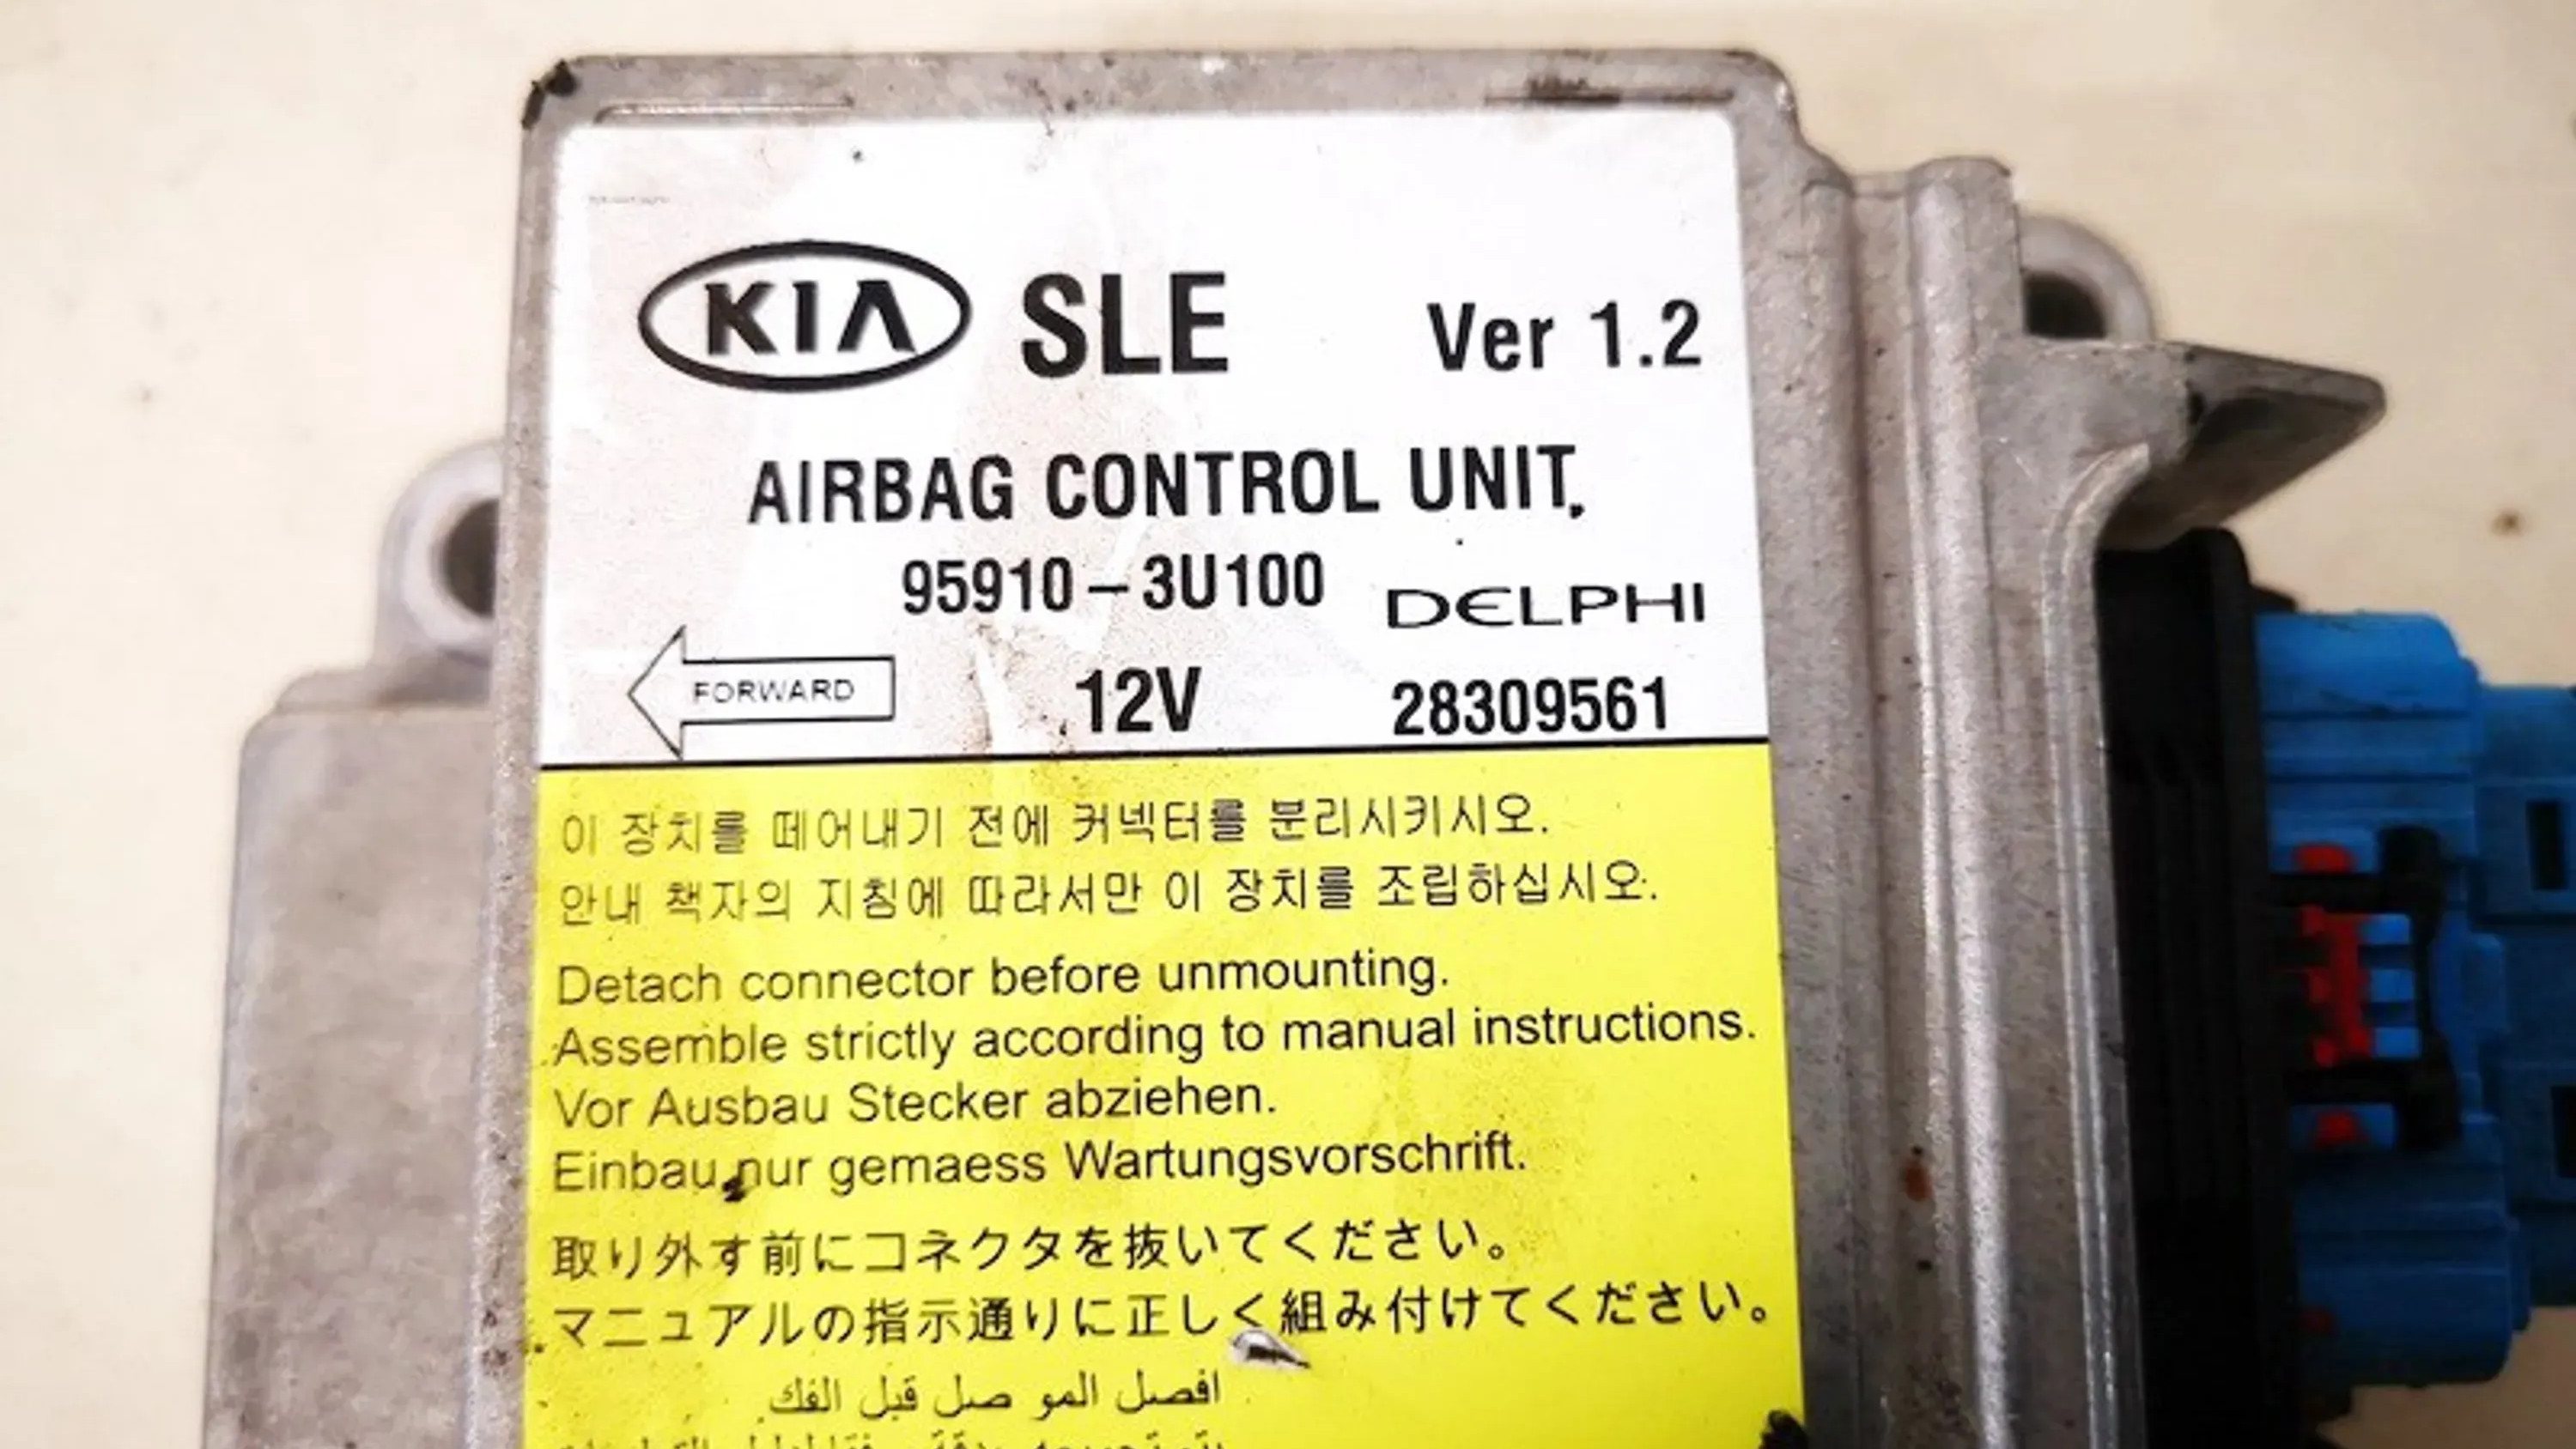 KIA SLE Ver 1.2
AIRBAG CONTROL UNIT.
95910-3U100 DELPHI
FORWARD 12V 28309561
이 장치를 떼어내기 전에 커넥터를 분리시키시오.
안내 책자의 지침에 따라서만 이 장치를 조립하십시오.
Detach connector before unmounting.
Assemble strictly according to manual instructions.
Vor Ausbau Stecker abziehen.
Einbau nur gemaess Wartungsvorschrift.
取り外す前にコネクタを抜いてください。
マニュアルの指示通りに正しく組み付けてください。
افصل المو صل قبل الفك